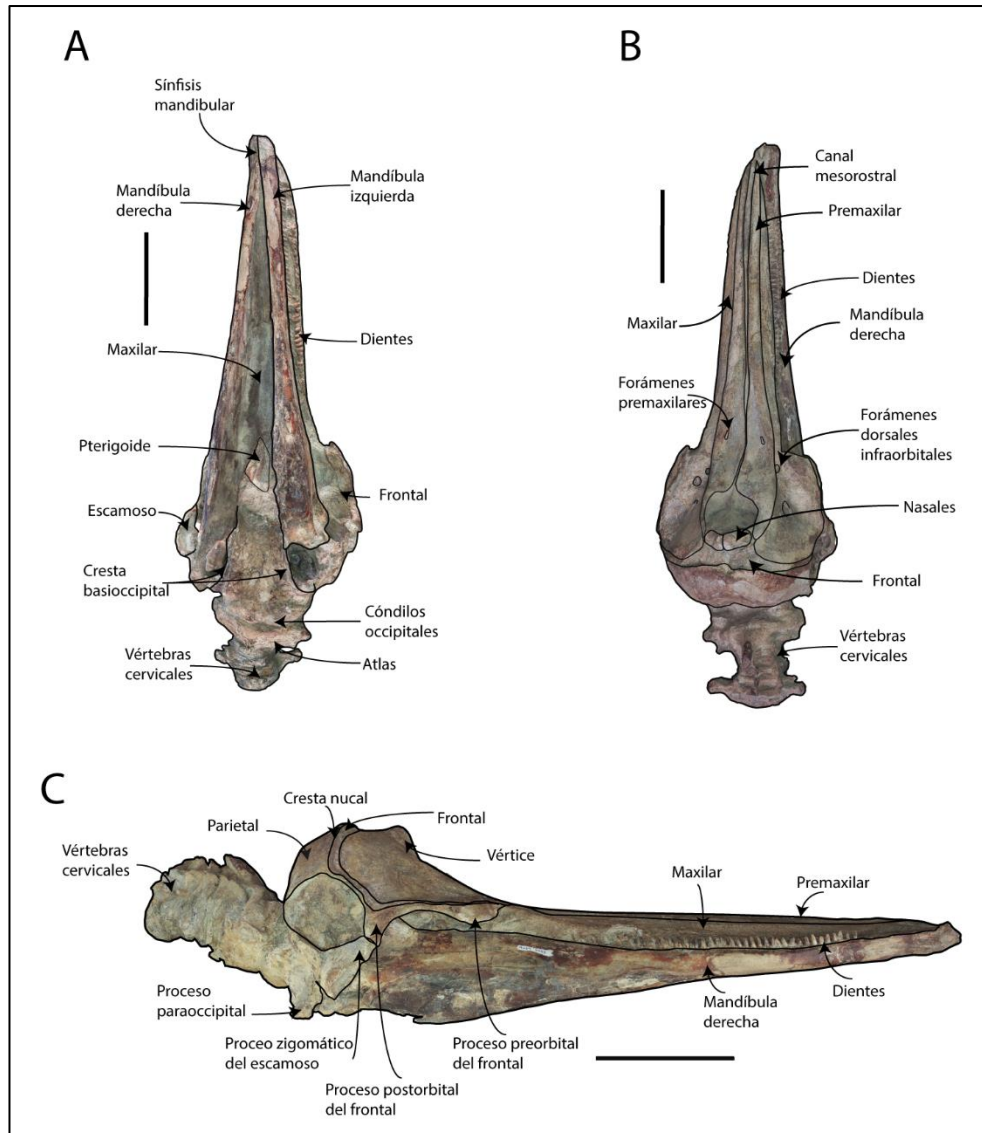 A
Sínfisis
mandibular
Mandíbula
derecha
Mandíbula
izquierda
Dientes
Maxilar
Pterigoide
Escamoso
Frontal
Cresta
basioccipital
Cóndilos
occipitales
Atlas
Vértebras
cervicales
B
Canal
mesorostral
Premaxilar
Dientes
Mandíbula
derecha
Maxilar
Forámenes
premaxilares
Forámenes
dorsales
infraorbitales
Nasales
Frontal
Vértebras
cervicales
C
Cresta nucal
Frontal
Parietal
Vértice
Vértebras
cervicales
Maxilar
Premaxilar
Proceso
paraoccipital
Proceo zigomático
del escamoso
Proceso postorbital
del frontal
Proceso preorbital
del frontal
Mandíbula
derecha
Dientes